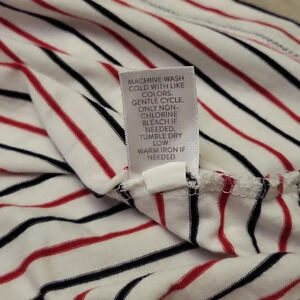 MACHINE WASH
COLD WITH LIKE
COLORS.
GENTLE CYCLE.
ONLY NON-
CHLORINE
BLEACH IF
NEEDED.
TUMBLE DRY
LOW.
WARM IRON IF
NEEDED.